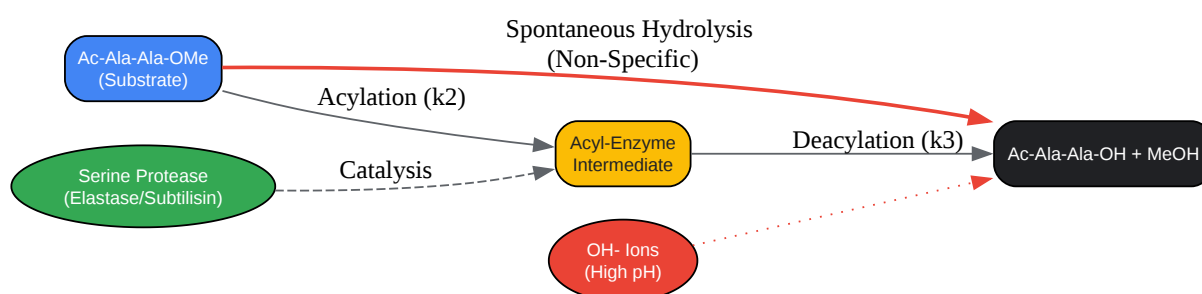 Spontaneous Hydrolysis
(Non-Specific)
Ac-Ala-Ala-OMe
(Substrate)
Acylation (k2)
Acyl-Enzyme
Intermediate
Deacylation (k3)
Ac-Ala-Ala-OH + MeOH
Catalysis
Serine Protease
(Elastase/Subtilisin)
OH- Ions
(High pH)